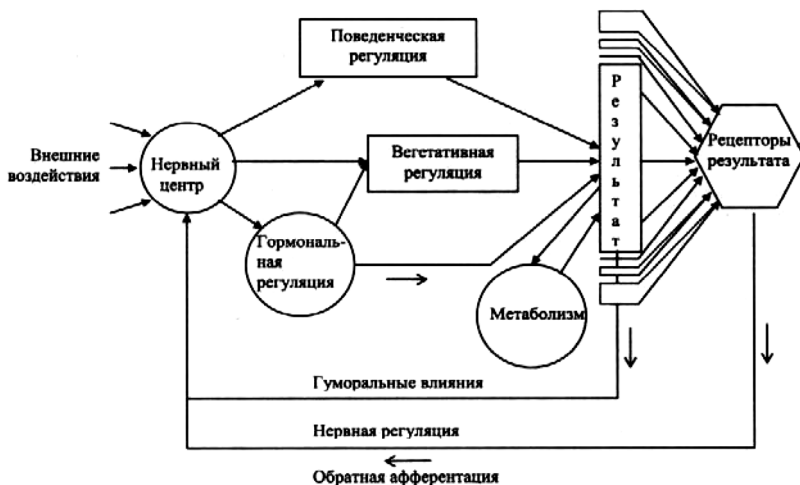 Поведенческая
регуляция
Внешние
воздействия
Нервный
центр
Вегетативная
регуляция
Гормональ-
ная
регуляция
Метаболизм
Результат
Рецепторы
результата
Гуморальные влияния
Нервная регуляция
Обратная афферентация